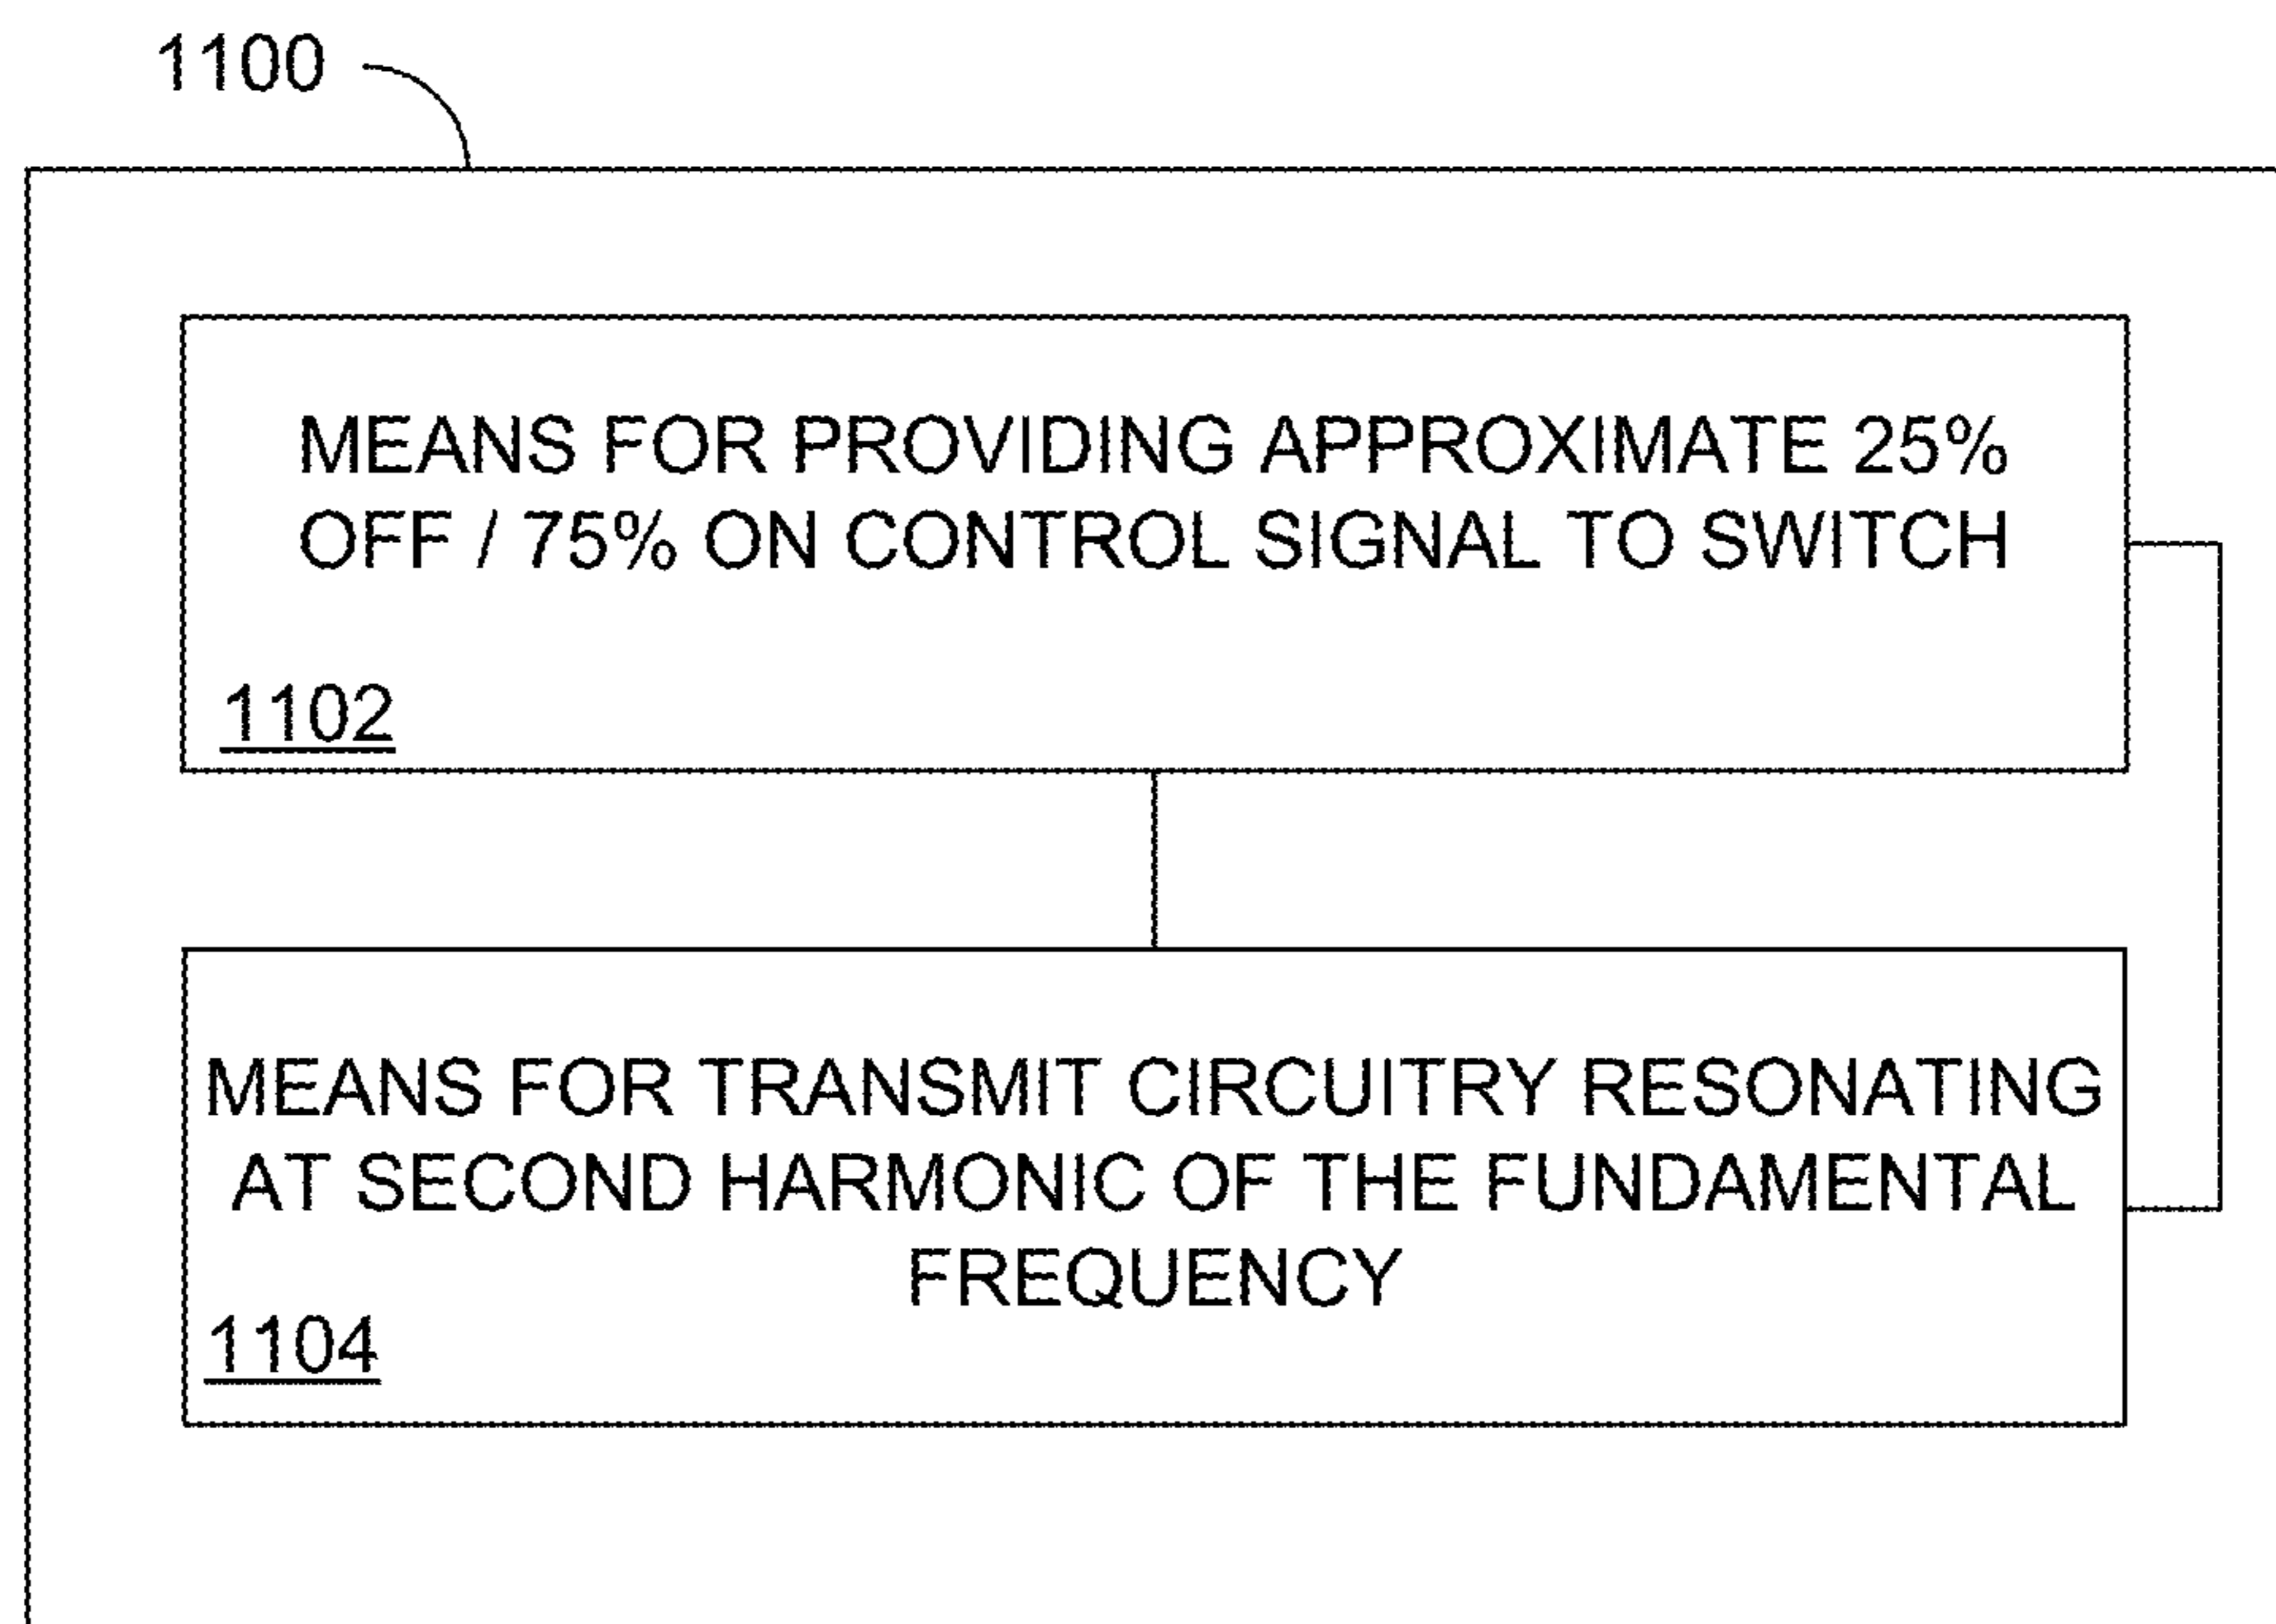 1100
MEANS FOR PROVIDING APPROXIMATE 25%
OFF / 75% ON CONTROL SIGNAL TO SWITCH
1102
MEANS FOR TRANSMIT CIRCUITRY RESONATING
AT SECOND HARMONIC OF THE FUNDAMENTAL
FREQUENCY
1104